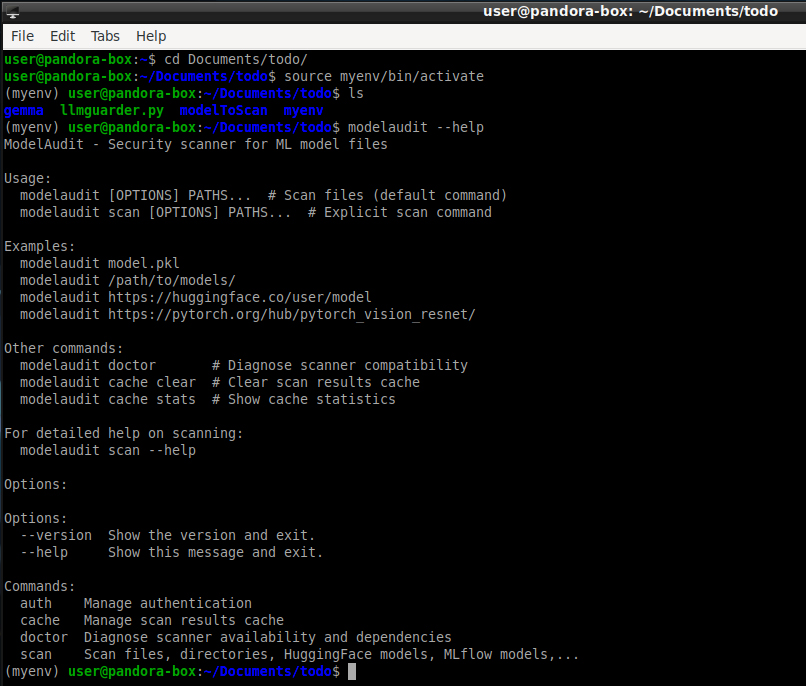 user@pandora-box: ~/Documents/todo
File Edit Tabs Help
user@pandora-box:~$ cd Documents/todo/
user@pandora-box:~/Documents/todo$ source myenv/bin/activate
(myenv) user@pandora-box:~/Documents/todo$ ls
gemma  llmguarder.py  modelToScan  myenv
(myenv) user@pandora-box:~/Documents/todo$ modelaudit --help
ModelAudit - Security scanner for ML model files

Usage:
  modelaudit [OPTIONS] PATHS...  # Scan files (default command)
  modelaudit scan [OPTIONS] PATHS...  # Explicit scan command

Examples:
  modelaudit model.pkl
  modelaudit /path/to/models/
  modelaudit https://huggingface.co/user/model
  modelaudit https://pytorch.org/hub/pytorch_vision_resnet/

Other commands:
  modelaudit doctor       # Diagnose scanner compatibility
  modelaudit cache clear  # Clear scan results cache
  modelaudit cache stats  # Show cache statistics

For detailed help on scanning:
  modelaudit scan --help

Options:

Options:
  --version  Show the version and exit.
  --help     Show this message and exit.

Commands:
  auth    Manage authentication
  cache   Manage scan results cache
  doctor  Diagnose scanner availability and dependencies
  scan    Scan files, directories, HuggingFace models, MLflow models,...
(myenv) user@pandora-box:~/Documents/todo$